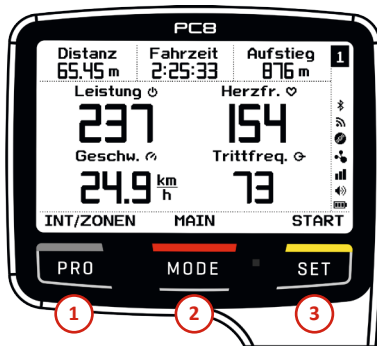 PC8
Distanz Fahrzeit Aufstieg 1
65.45 m 2:25:33 876 m
Leistung Herzfr.
237 154
Geschw. Trittfreq.
24.9 km/h 73
INT/ZONEN MAIN START
PRO MODE SET
1 2 3